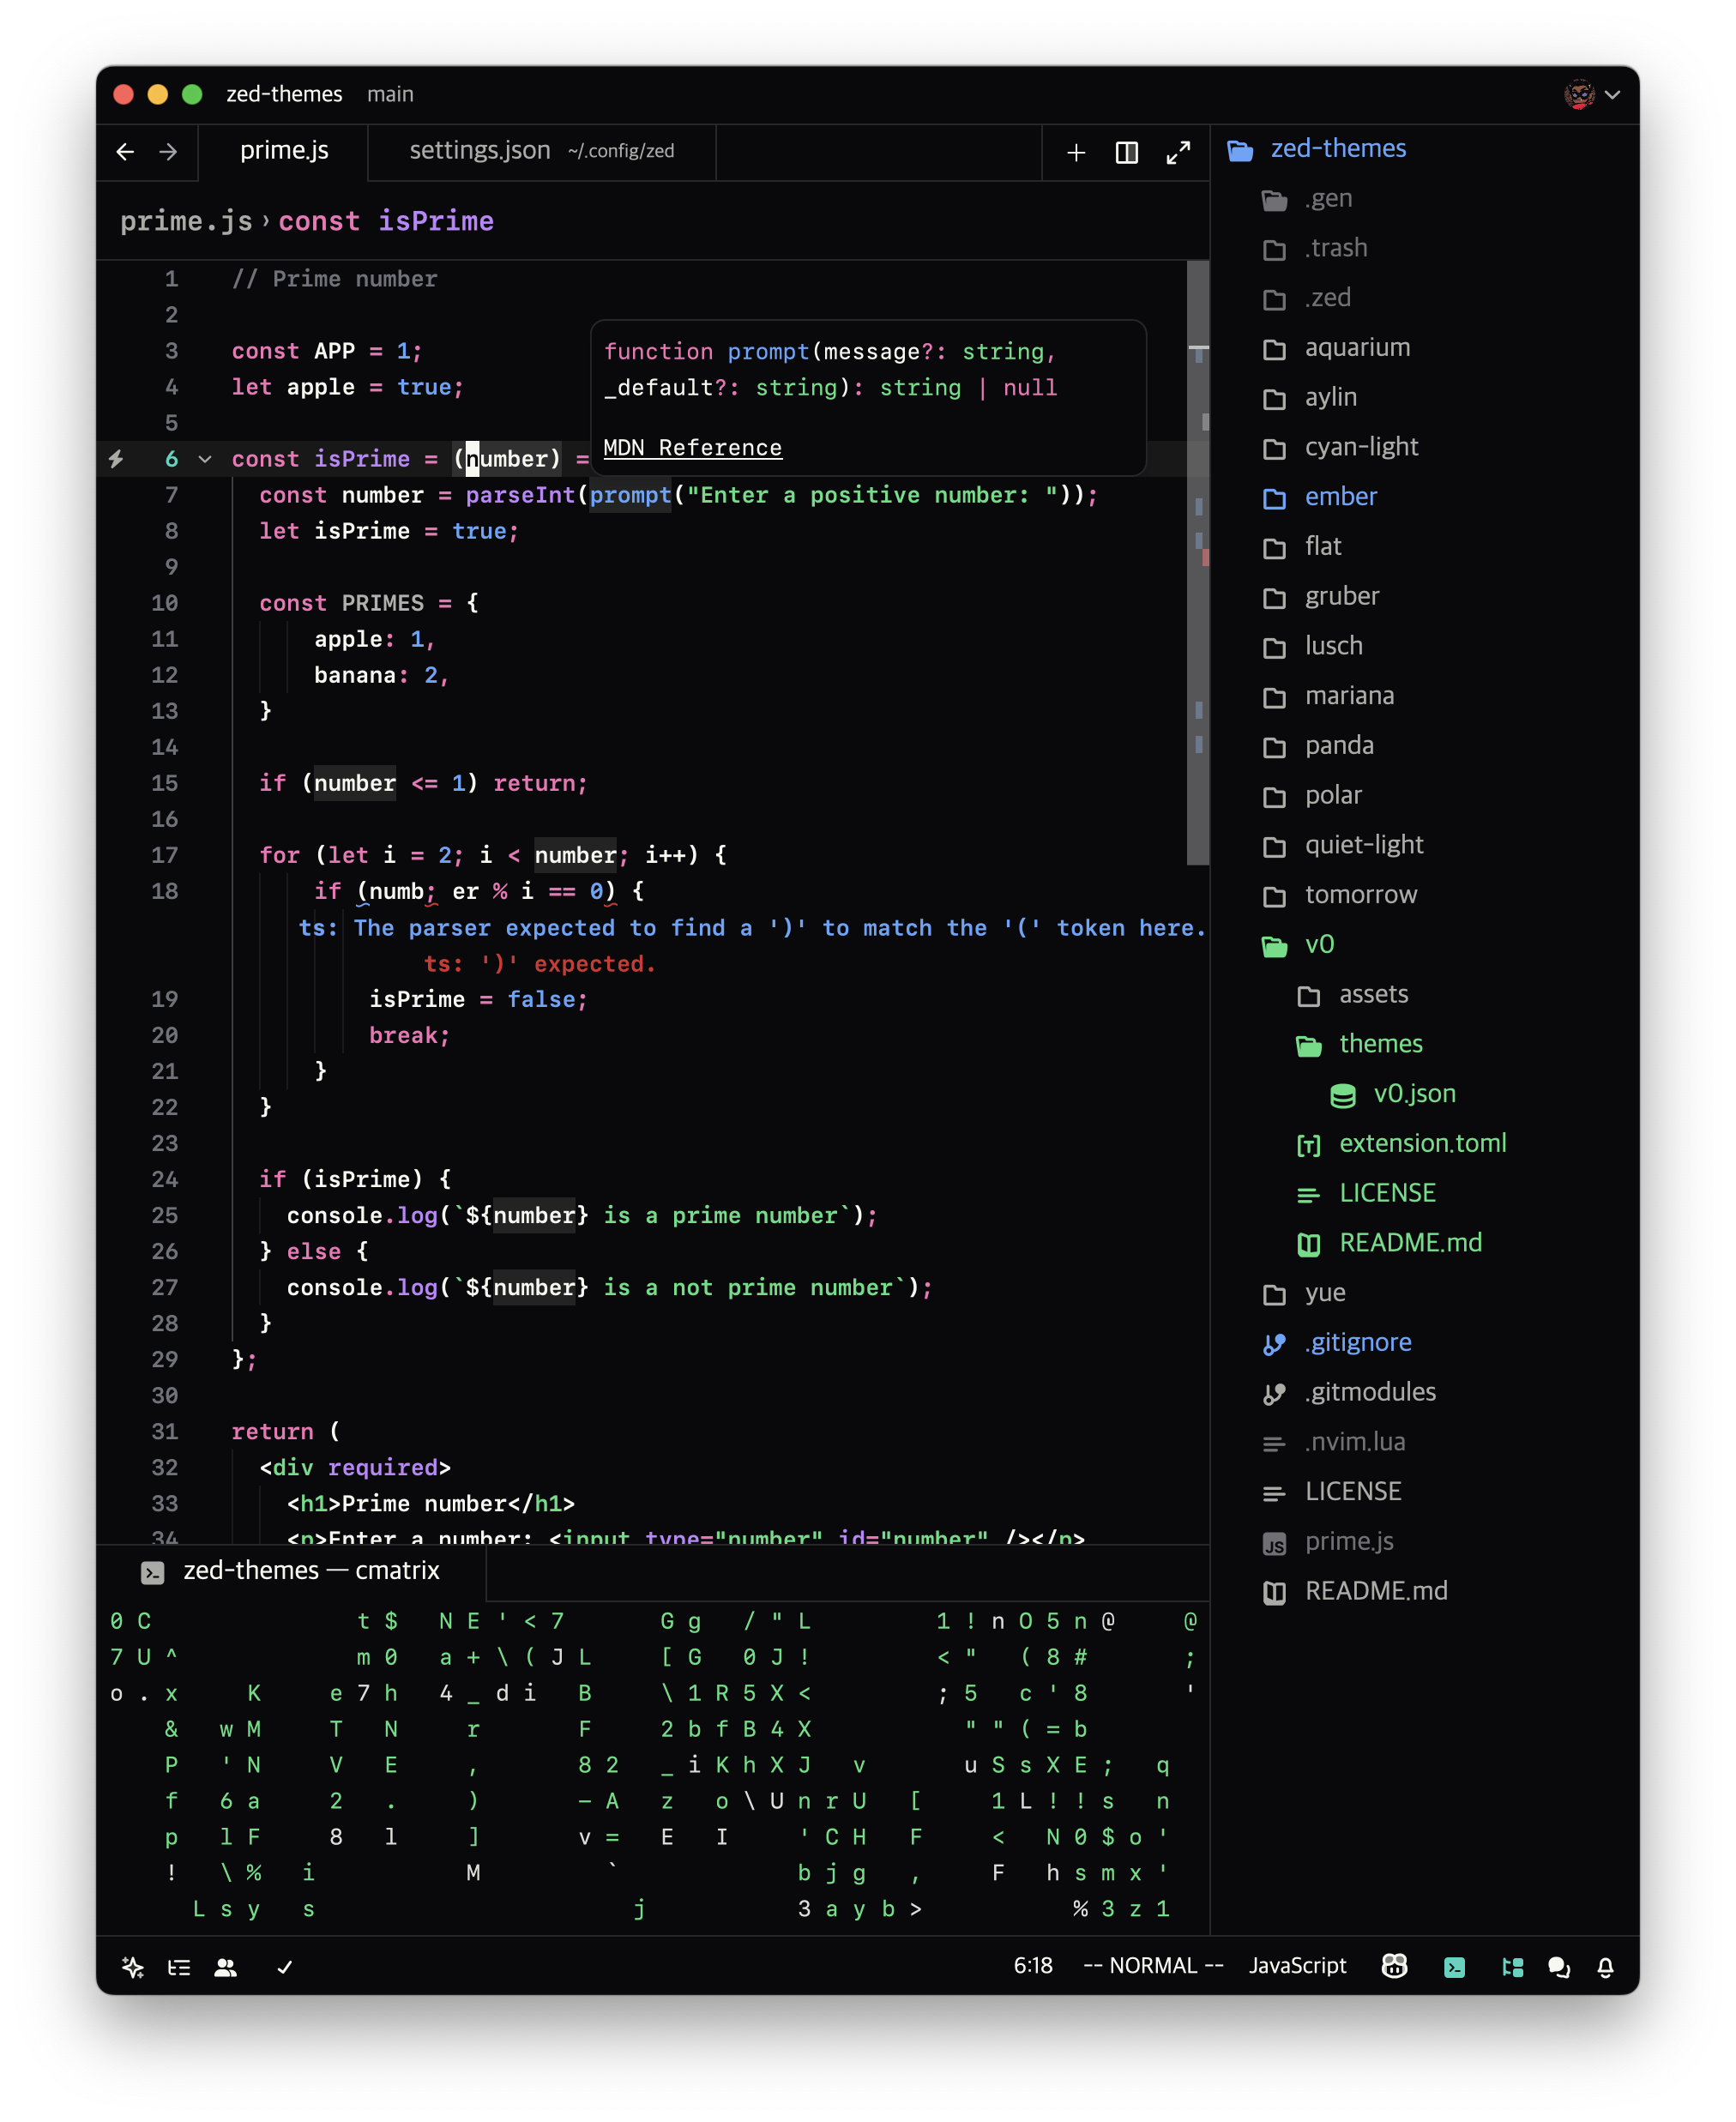 zed-themes main
prime.js settings.json ~/.config/zed
prime.js › const isPrime
1 // Prime number
2
3 const APP = 1;
4 let apple = true;
5
6 const isPrime = (number) =
7 const number = parseInt(prompt("Enter a positive number: "));
8 let isPrime = true;
9
10 const PRIMES = {
11 apple: 1,
12 banana: 2,
13 }
14
15 if (number <= 1) return;
16
17 for (let i = 2; i < number; i++) {
18 if (numb; er % i == 0) {
ts: The parser expected to find a ')' to match the '(' token here.
ts: ')' expected.
19 isPrime = false;
20 break;
21 }
22 }
23
24 if (isPrime) {
25 console.log(`${number} is a prime number`);
26 } else {
27 console.log(`${number} is a not prime number`);
28 }
29 };
30
31 return (
32 <div required>
33 <h1>Prime number</h1>
34 <p>Enter a number: <input type="number" id="number" /></p>
function prompt(message?: string,
_default?: string): string | null
MDN Reference
zed-themes — cmatrix
0 C t $ N E ' < 7 G g / " L 1 ! n O 5 n @ @
7 U ^ m 0 a + \ ( J L [ G 0 J ! < " ( 8 # ;
o . x K e 7 h 4 _ d i B \ 1 R 5 X < ; 5 c ' 8 '
& w M T N r F 2 b f B 4 X " " ( = b
P ' N V E , 8 2 _ i K h X J v u S s X E ; q
f 6 a 2 . ) - A z o \ U n r U [ 1 L ! ! s n
p l F 8 l ] v = E I ' C H F < N 0 $ o '
! \ % i M ` b j g , F h s m x '
L s y s j 3 a y b > % 3 z 1
zed-themes
.gen
.trash
.zed
aquarium
aylin
cyan-light
ember
flat
gruber
lusch
mariana
panda
polar
quiet-light
tomorrow
v0
assets
themes
v0.json
extension.toml
LICENSE
README.md
yue
.gitignore
.gitmodules
.nvim.lua
LICENSE
JS prime.js
README.md
6:18 -- NORMAL -- JavaScript